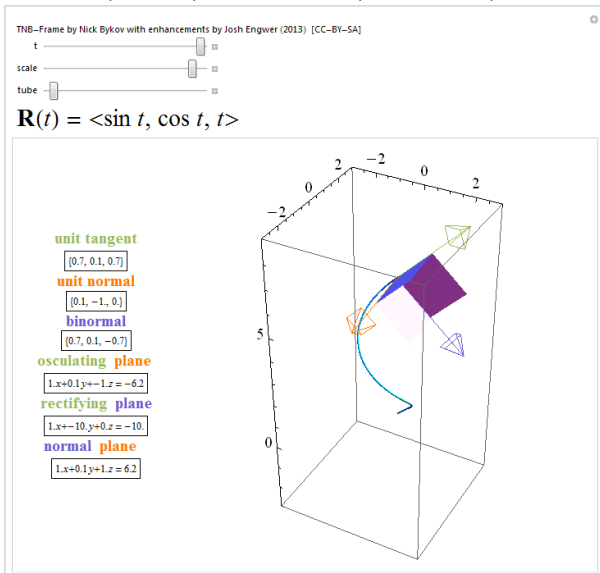 TNB-Frame by Nick Bykov with enhancements by Josh Engwer (2013) [CC-BY-SA]
t
scale
tube
R(t) = <sin t, cos t, t>
-2 0 2
-2 0 2
5
0
unit tangent
{0.7, 0.1, 0.7}
unit normal
{0.1, -1., 0.}
binormal
{0.7, 0.1, -0.7}
osculating plane
1.x+0.1y+-1.z = -6.2
rectifying plane
1.x+-10.y+0.z = -10.
normal plane
1.x+0.1y+1.z = 6.2